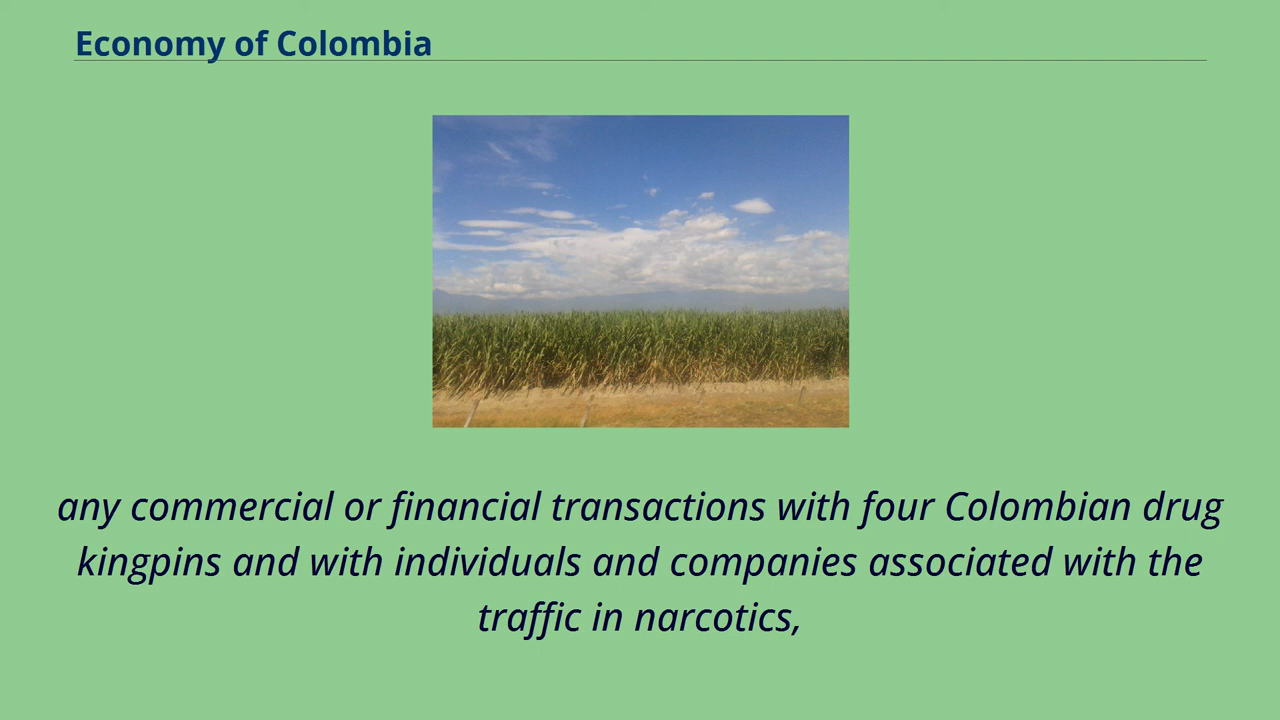 Economy of Colombia
any commercial or financial transactions with four Colombian drug
kingpins and with individuals and companies associated with the
traffic in narcotics,